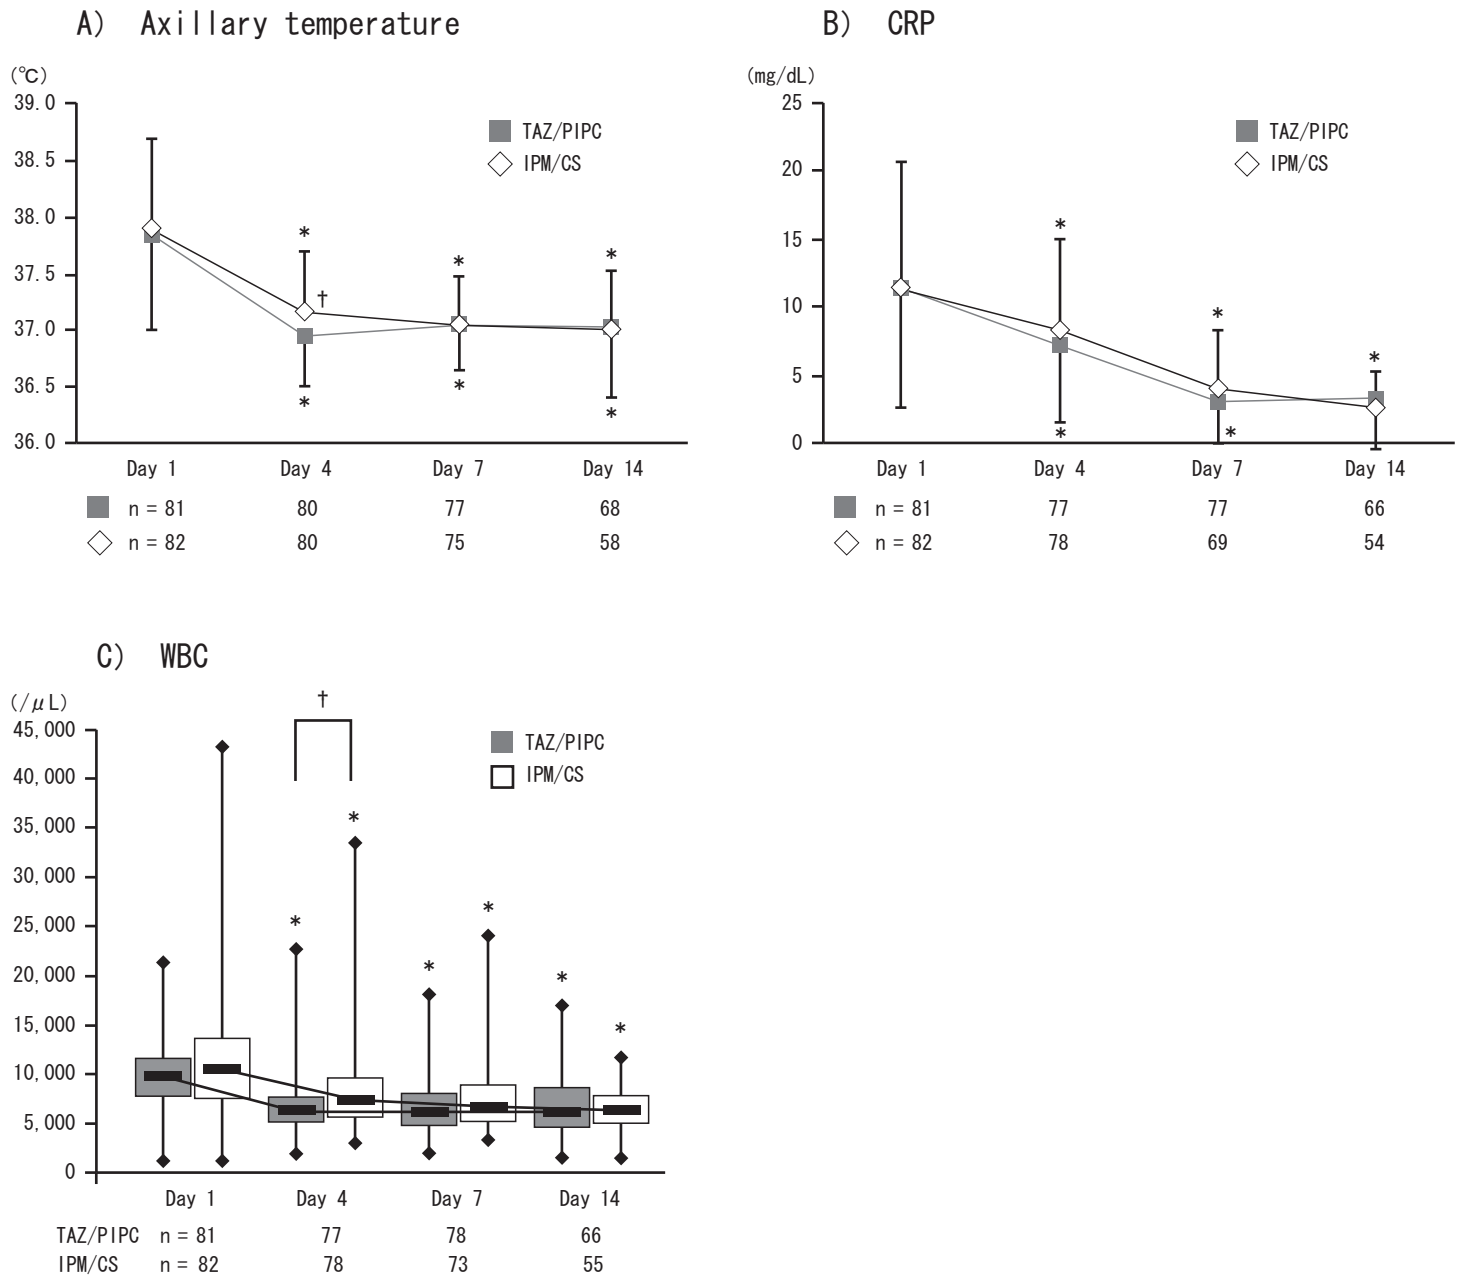 A) Axillary temperature
(℃)
39.0
38.5
38.0
37.5
37.0
36.5
36.0
TAZ/PIPC
IPM/CS
*
*
*
†
*
*
*
Day 1 Day 4 Day 7 Day 14
n = 81 80 77 68
n = 82 80 75 58
B) CRP
(mg/dL)
25
20
15
10
5
0
TAZ/PIPC
IPM/CS
*
*
*
*
*
Day 1 Day 4 Day 7 Day 14
n = 81 77 77 66
n = 82 78 69 54
C) WBC
(/μL)
45,000
40,000
35,000
30,000
25,000
20,000
15,000
10,000
5,000
0
†
TAZ/PIPC
IPM/CS
*
*
*
*
*
*
Day 1 Day 4 Day 7 Day 14
TAZ/PIPC n = 81 77 78 66
IPM/CS n = 82 78 73 55